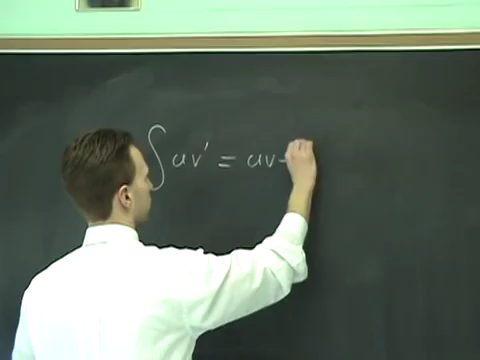 ∫uv' = uv-